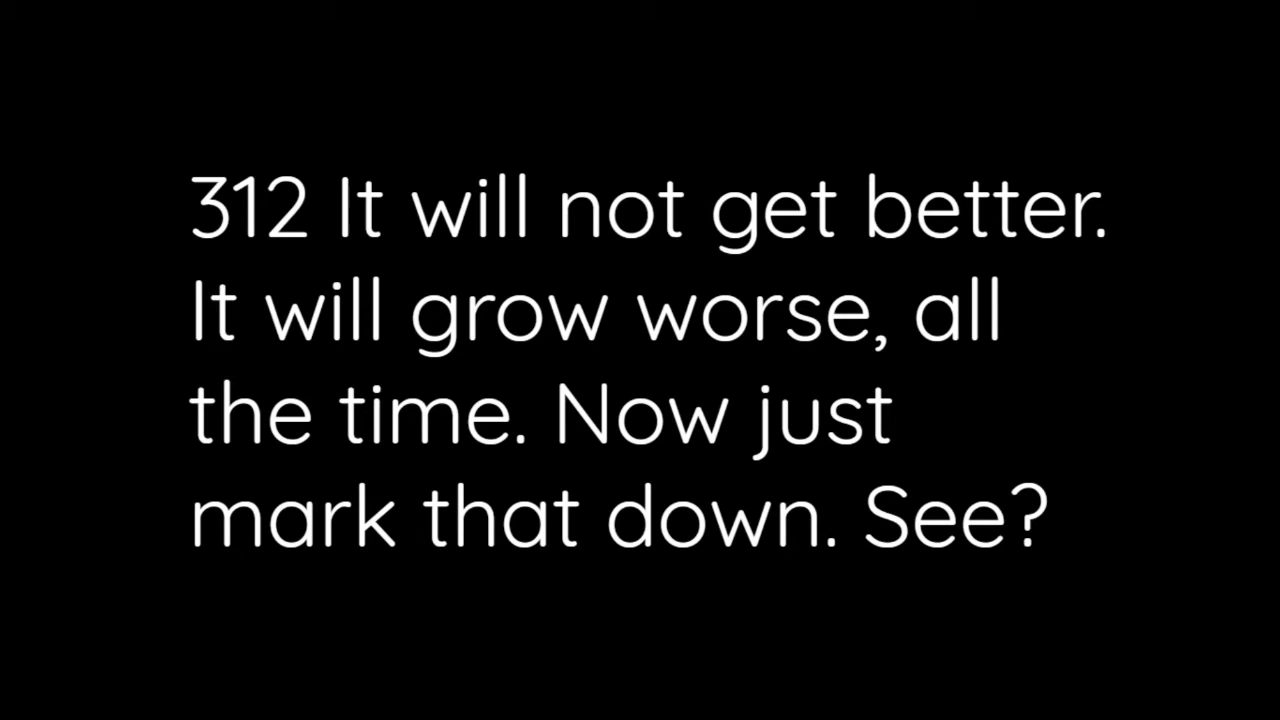 312 It will not get better.
It will grow worse, all
the time. Now just
mark that down. See?